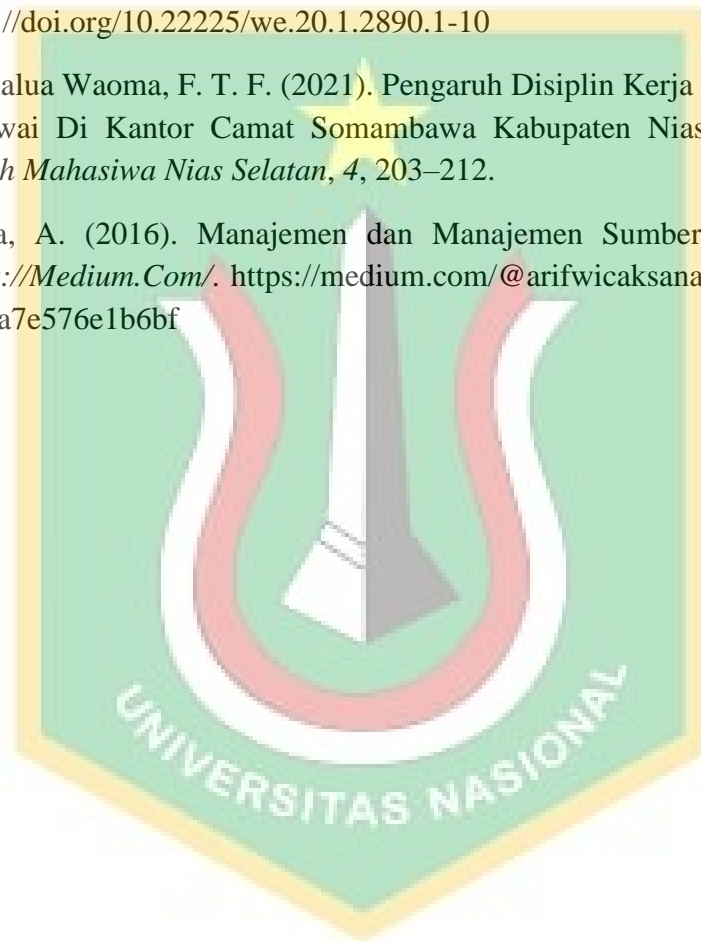 ://doi.org/10.22225/we.20.1.2890.1-10
alua Waoma, F. T. F. (2021). Pengaruh Disiplin Kerja
wai Di Kantor Camat Somambawa Kabupaten Nias
h Mahasiwa Nias Selatan, 4, 203–212.
a, A. (2016). Manajemen dan Manajemen Sumber
://Medium.Com/. https://medium.com/@arifwicaksana
a7e576e1b6bf
UNIVERSITAS NASIONAL